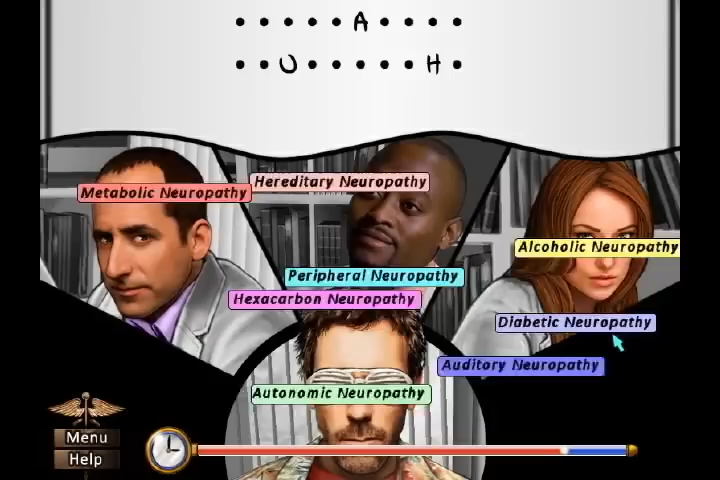 • • • • • A • • • •
• • U • • • • • H •
Hereditary Neuropathy
Metabolic Neuropathy
Alcoholic Neuropathy
Peripheral Neuropathy
Hexacarbon Neuropathy
Diabetic Neuropathy
Auditory Neuropathy
Autonomic Neuropathy
Menu
Help